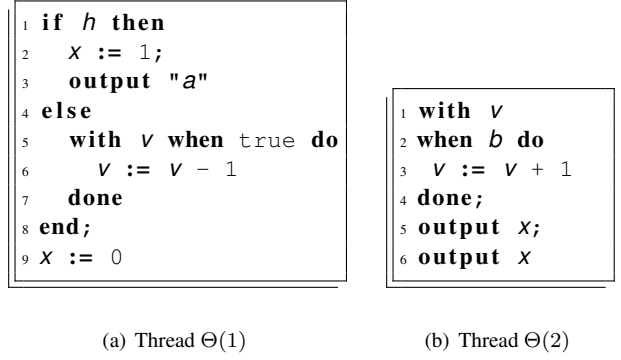 1 if h then
2 x := 1;
3 output "a"
4 else
5 with v when true do
6 v := v − 1
7 done
8 end;
9 x := 0
(a) Thread Θ(1)
1 with v
2 when b do
3 v := v + 1
4 done;
5 output x;
6 output x
(b) Thread Θ(2)